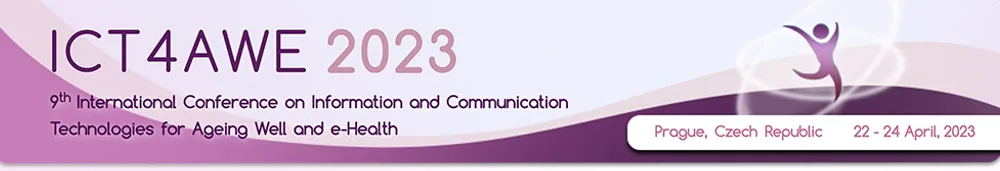 ICT4AWE 2023
9th International Conference on Information and Communication
Technologies for Ageing Well and e-Health
Prague, Czech Republic 22 - 24 April, 2023